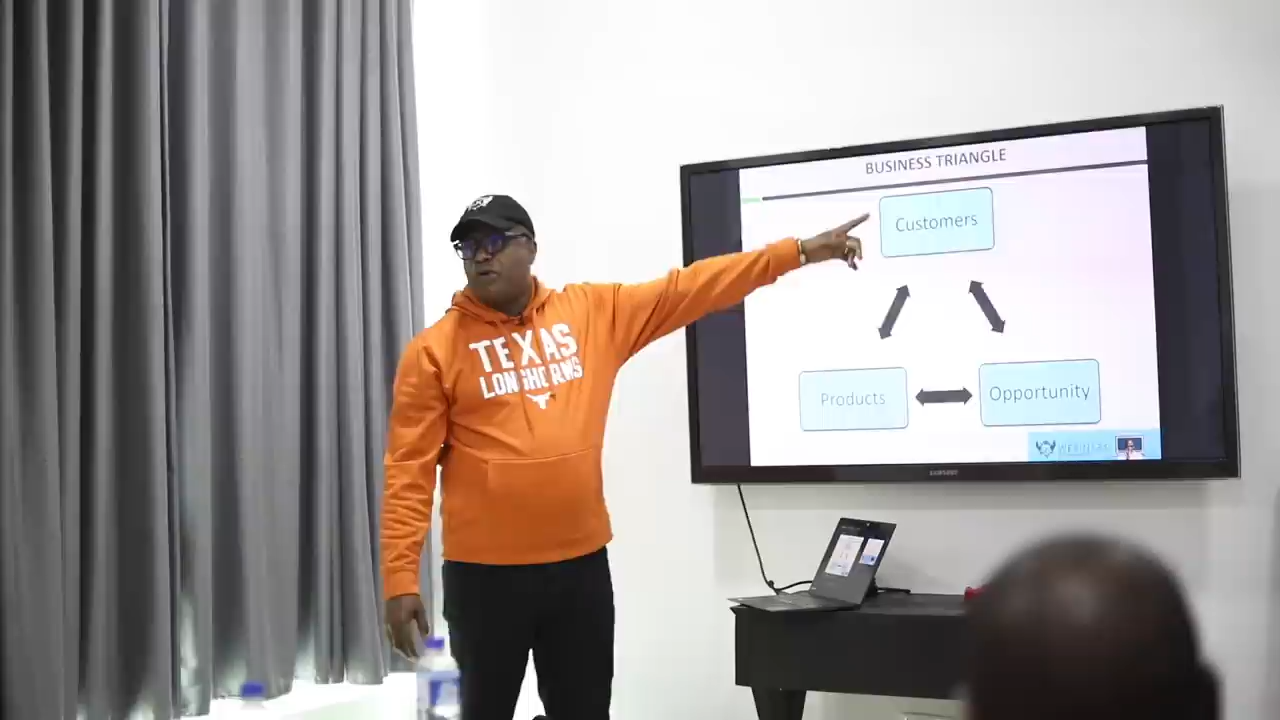 BUSINESS TRIANGLE
Customers
Products
Opportunity
TEXAS
LONGHORNS
SAMSUNG